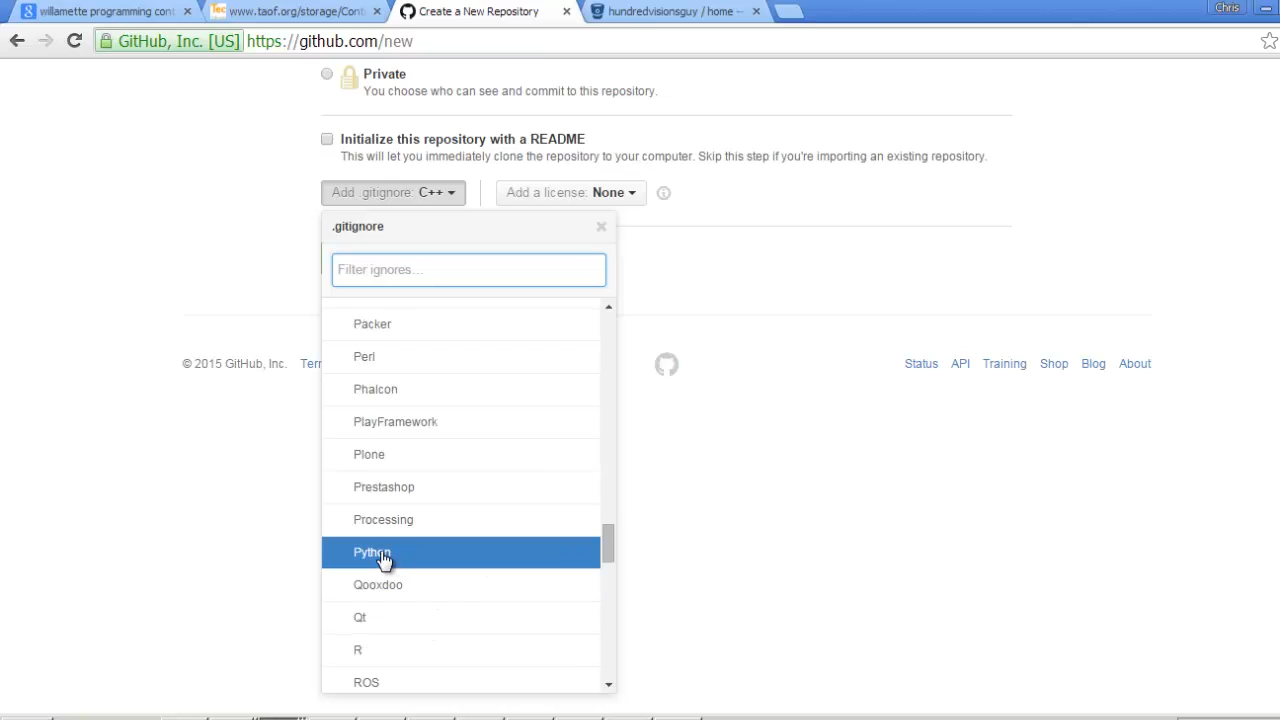 willamette programming cont
www.taof.org/storage/Cont
Create a New Repository
hundredvisionsguy / home —
Chris
GitHub, Inc. [US]
https://github.com/new
Private
You choose who can see and commit to this repository.
Initialize this repository with a README
This will let you immediately clone the repository to your computer. Skip this step if you're importing an existing repository.
Add .gitignore: C++
Add a license: None
.gitignore
Filter ignores...
Packer
Perl
Phalcon
PlayFramework
Plone
Prestashop
Processing
Python
Qooxdoo
Qt
R
ROS
© 2015 GitHub, Inc.
Terr
Status
API
Training
Shop
Blog
About